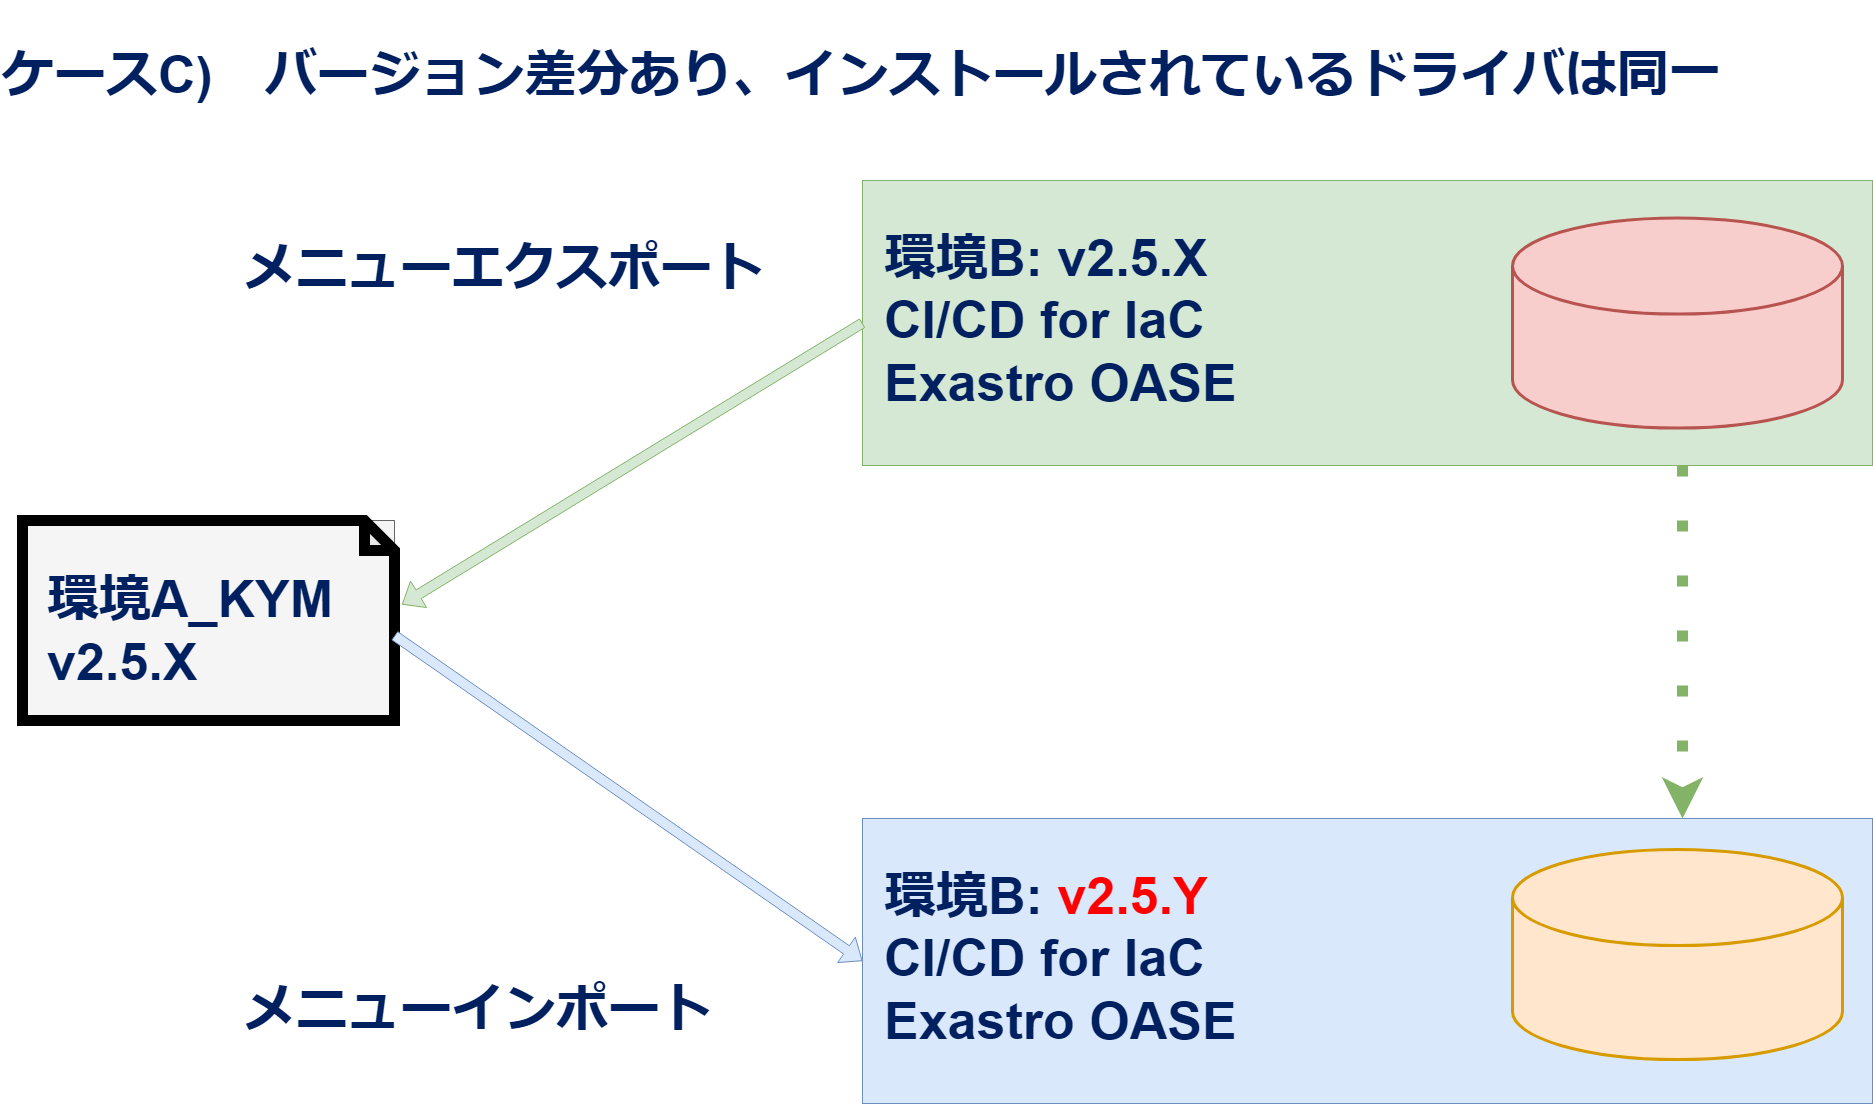 ケースC)　バージョン差分あり、インストールされているドライバは同一
メニューエクスポート
環境B: v2.5.X
CI/CD for IaC
Exastro OASE
環境A_KYM
v2.5.X
環境B: v2.5.Y
CI/CD for IaC
Exastro OASE
メニューインポート